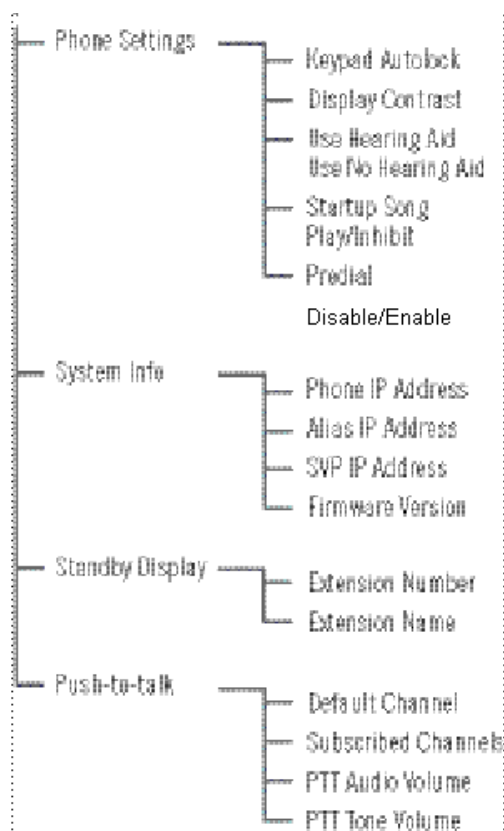 Phone Settings
Keypad Autolock
Display Contrast
Use Hearing Aid
Use No Hearing Aid
Startup Song
Play/Inhibit
Predial
Disable/Enable
System Info
Phone IP Address
Alias IP Address
SVP IP Address
Firmware Version
Standby Display
Extension Number
Extension Name
Push-to-talk
Default Channel
Subscribed Channels
PTT Audio Volume
PTT Tone Volume